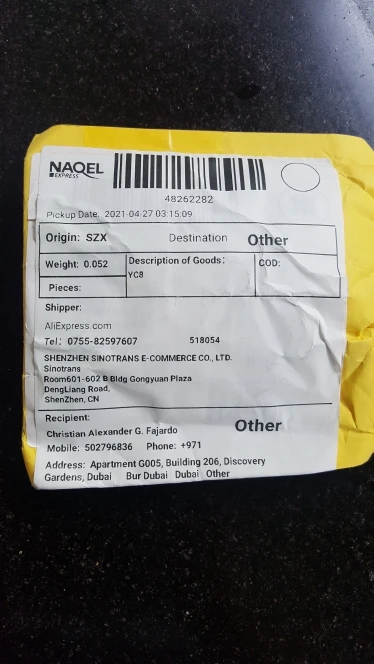 NAQEL
EXPRESS
48262282
Pickup Date: 2021-04-27 03:15:09
Origin: SZX Destination Other
Weight: 0.052 Description of Goods: COD:
YC8
Pieces:
Shipper:
AliExpress.com
Tel: 0755-82597607 518054
SHENZHEN SINOTRANS E-COMMERCE CO., LTD.
Sinotrans
Room601-602 B Bldg Gongyuan Plaza
DengLiang Road,
ShenZhen, CN
Recipient: Other
Christian Alexander G. Fajardo
Mobile: 502796836 Phone: +971
Address: Apartment G005, Building 206, Discovery
Gardens, Dubai Bur Dubai Dubai Other